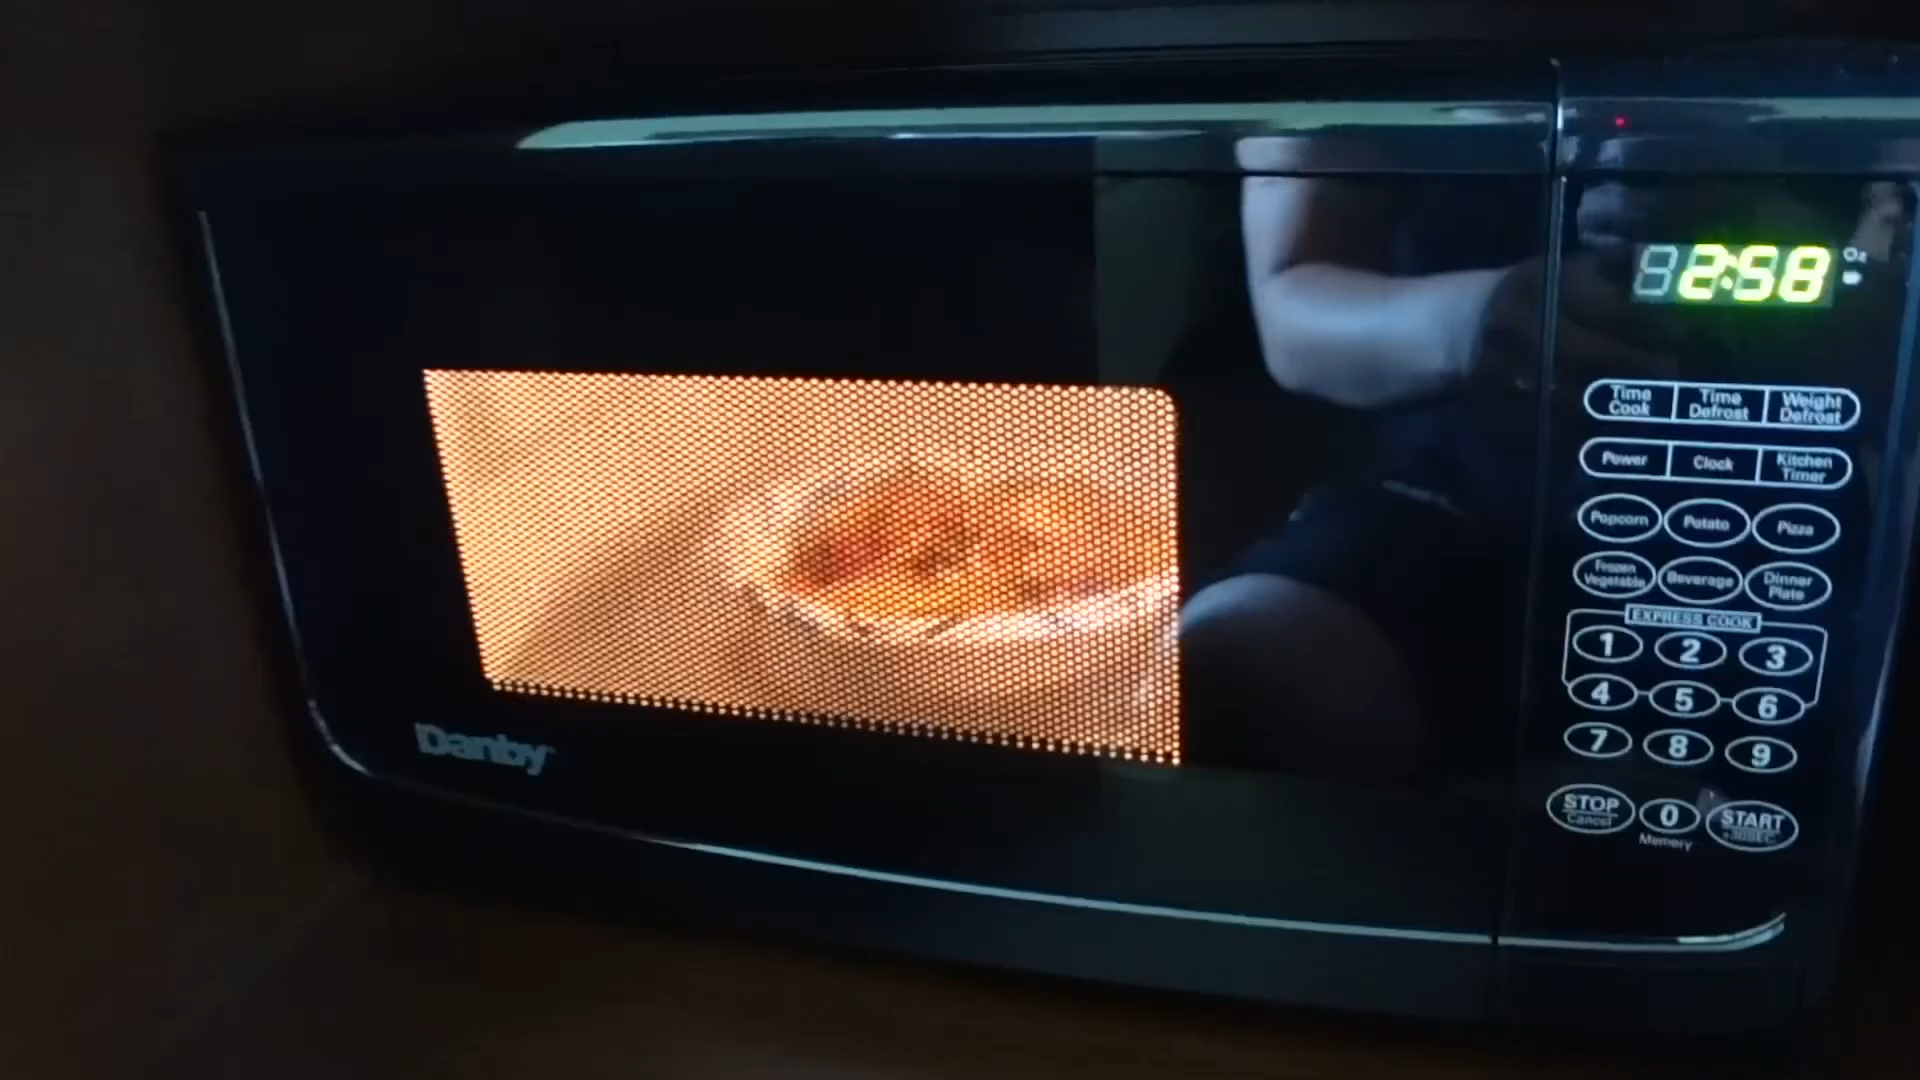 2:58
Oz
Time Cook
Time Defrost
Weight Defrost
Power
Clock
Kitchen Timer
Popcorn
Potato
Pizza
Frozen Vegetable
Beverage
Dinner Plate
EXPRESS COOK
1 2 3
4 5 6
7 8 9
STOP Cancel
0
START +30SEC
Memory
Danby